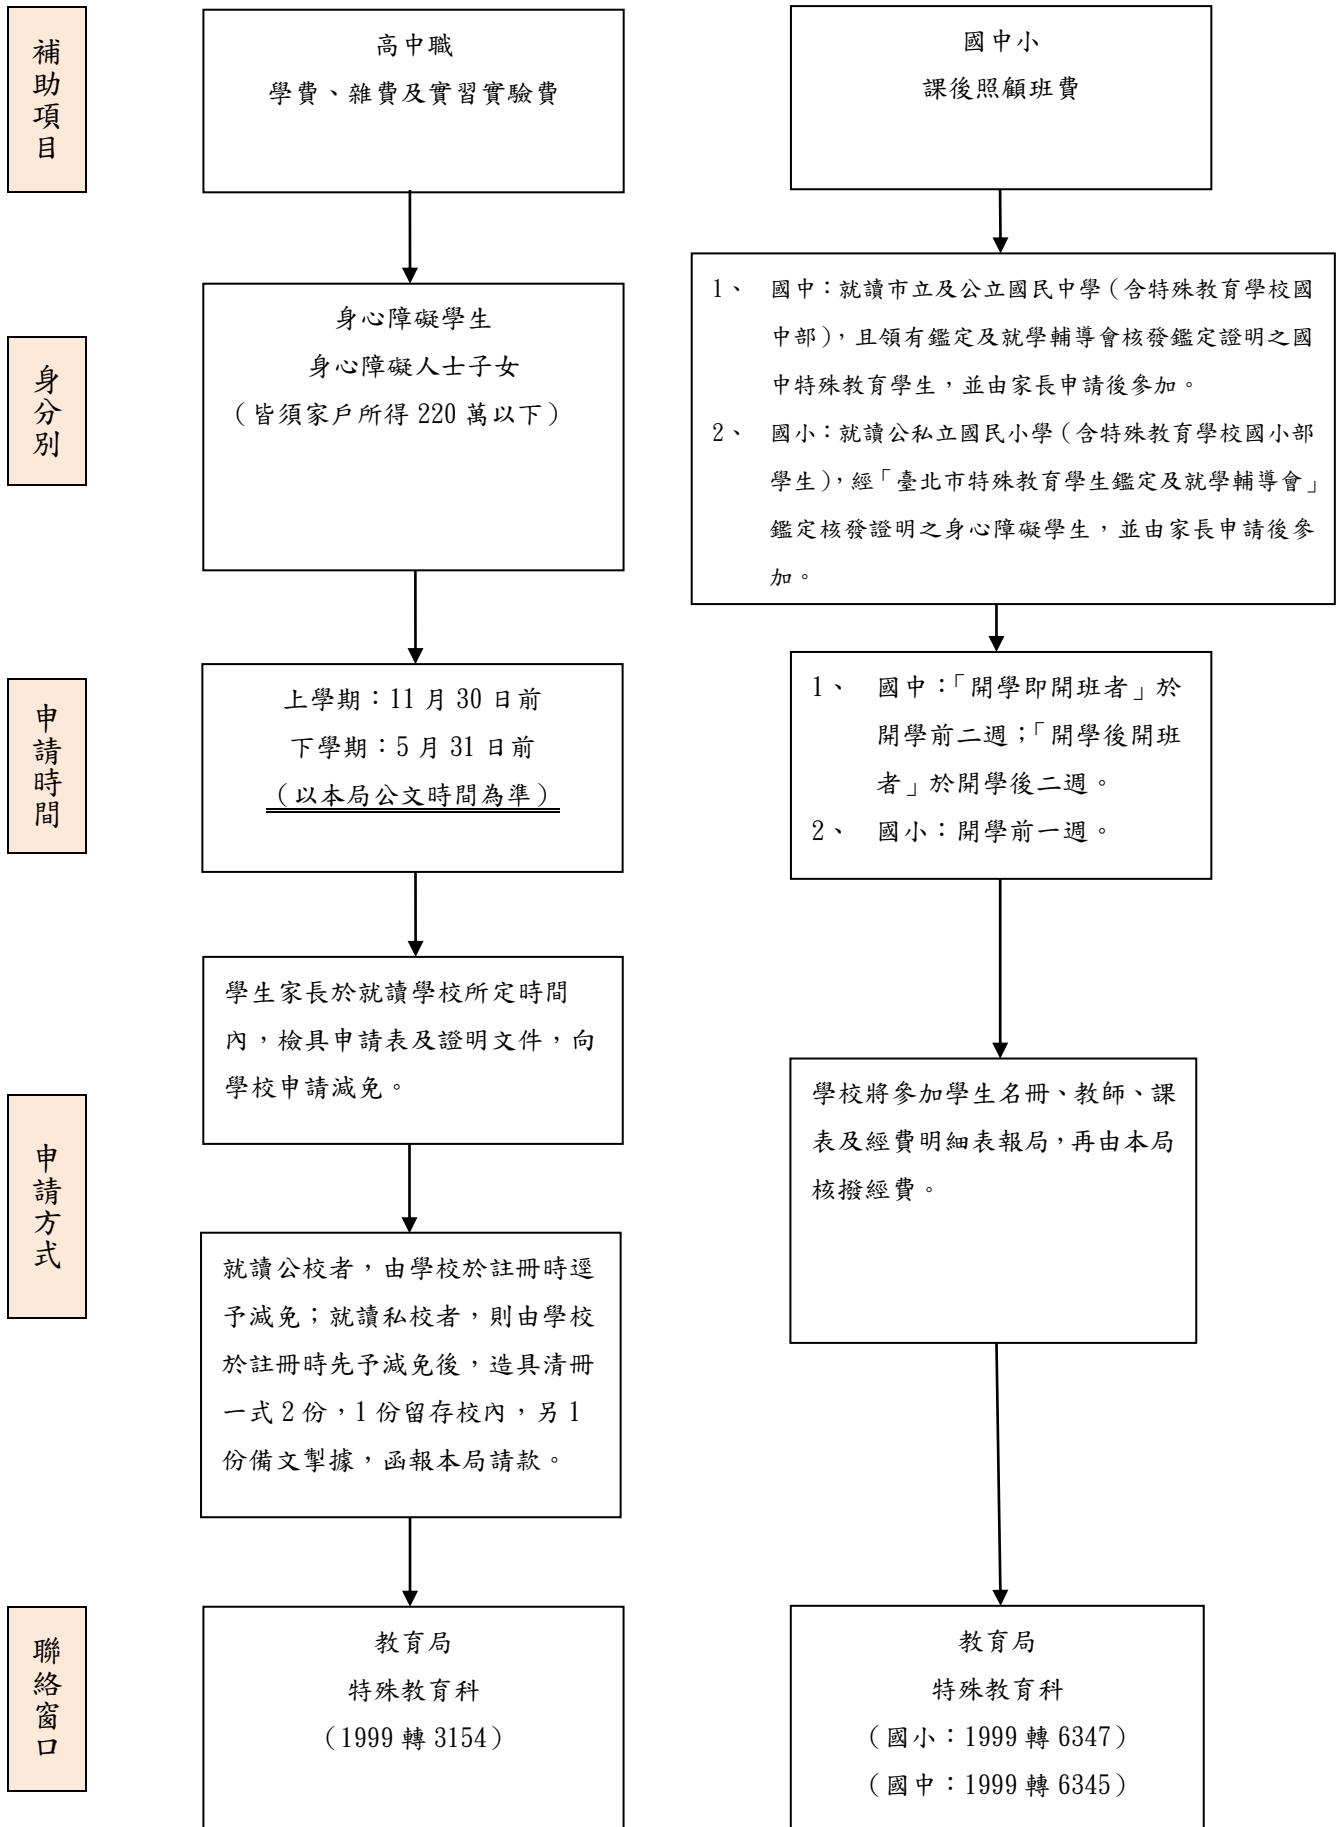 補助項目
高中職
學費、雜費及實習實驗費
國中小
課後照顧班費
身分別
身心障礙學生
身心障礙人士子女
（皆須家戶所得 220 萬以下）
1、 國中：就讀市立及公立國民中學（含特殊教育學校國
中部），且領有鑑定及就學輔導會核發鑑定證明之國
中特殊教育學生，並由家長申請後參加。
2、 國小：就讀公私立國民小學（含特殊教育學校國小部
學生），經「臺北市特殊教育學生鑑定及就學輔導會」
鑑定核發證明之身心障礙學生，並由家長申請後參
加。
申請時間
上學期：11 月 30 日前
下學期：5 月 31 日前
（以本局公文時間為準）
1、 國中：「開學即開班者」於
開學前二週；「開學後開班
者」於開學後二週。
2、 國小：開學前一週。
申請方式
學生家長於就讀學校所定時間
內，檢具申請表及證明文件，向
學校申請減免。
就讀公校者，由學校於註冊時逕
予減免；就讀私校者，則由學校
於註冊時先予減免後，造具清冊
一式 2 份，1 份留存校內，另 1
份備文掣據，函報本局請款。
學校將參加學生名冊、教師、課
表及經費明細表報局，再由本局
核撥經費。
聯絡窗口
教育局
特殊教育科
（1999 轉 3154）
教育局
特殊教育科
（國小：1999 轉 6347）
（國中：1999 轉 6345）